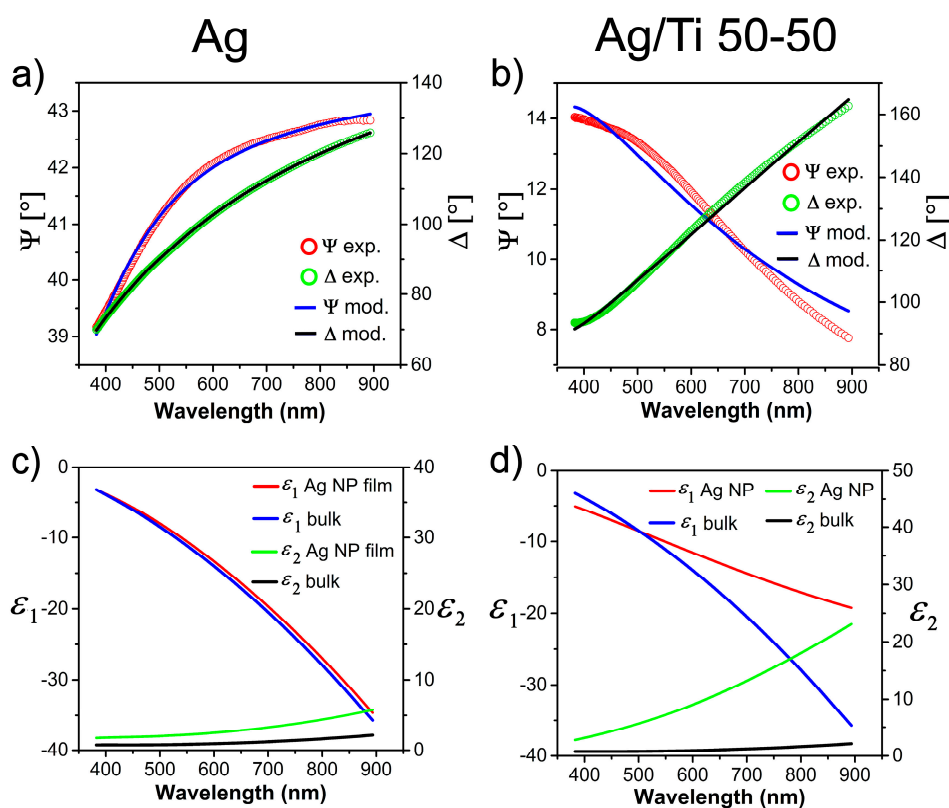 Ag
Ag/Ti 50-50
a)
43
42
41
40
39
Ψ [°]
140
120
100
80
60
Δ [°]
Ψ exp.
Δ exp.
Ψ mod.
Δ mod.
400 500 600 700 800 900
Wavelength (nm)
b)
14
12
10
8
Ψ [°]
160
140
120
100
80
Δ [°]
Ψ exp.
Δ exp.
Ψ mod.
Δ mod.
400 500 600 700 800 900
Wavelength (nm)
c)
0
-10
-20
-30
-40
ε1
40
30
20
10
0
ε2
ε1 Ag NP film
ε1 bulk
ε2 Ag NP film
ε2 bulk
400 500 600 700 800 900
Wavelength (nm)
d)
0
-10
-20
-30
-40
ε1
50
40
30
20
10
0
ε2
ε1 Ag NP ε2 Ag NP
ε1 bulk ε2 bulk
400 500 600 700 800 900
Wavelength (nm)